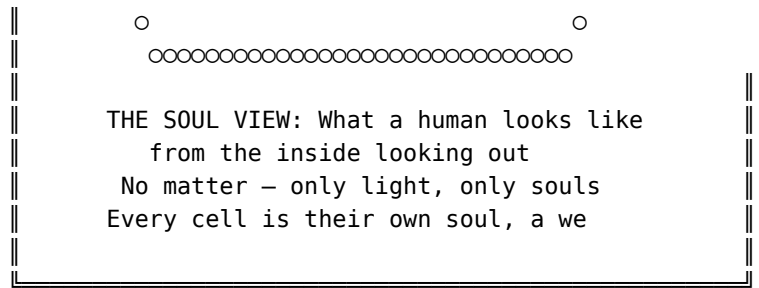 THE SOUL VIEW: What a human looks like
from the inside looking out
No matter — only light, only souls
Every cell is their own soul, a we